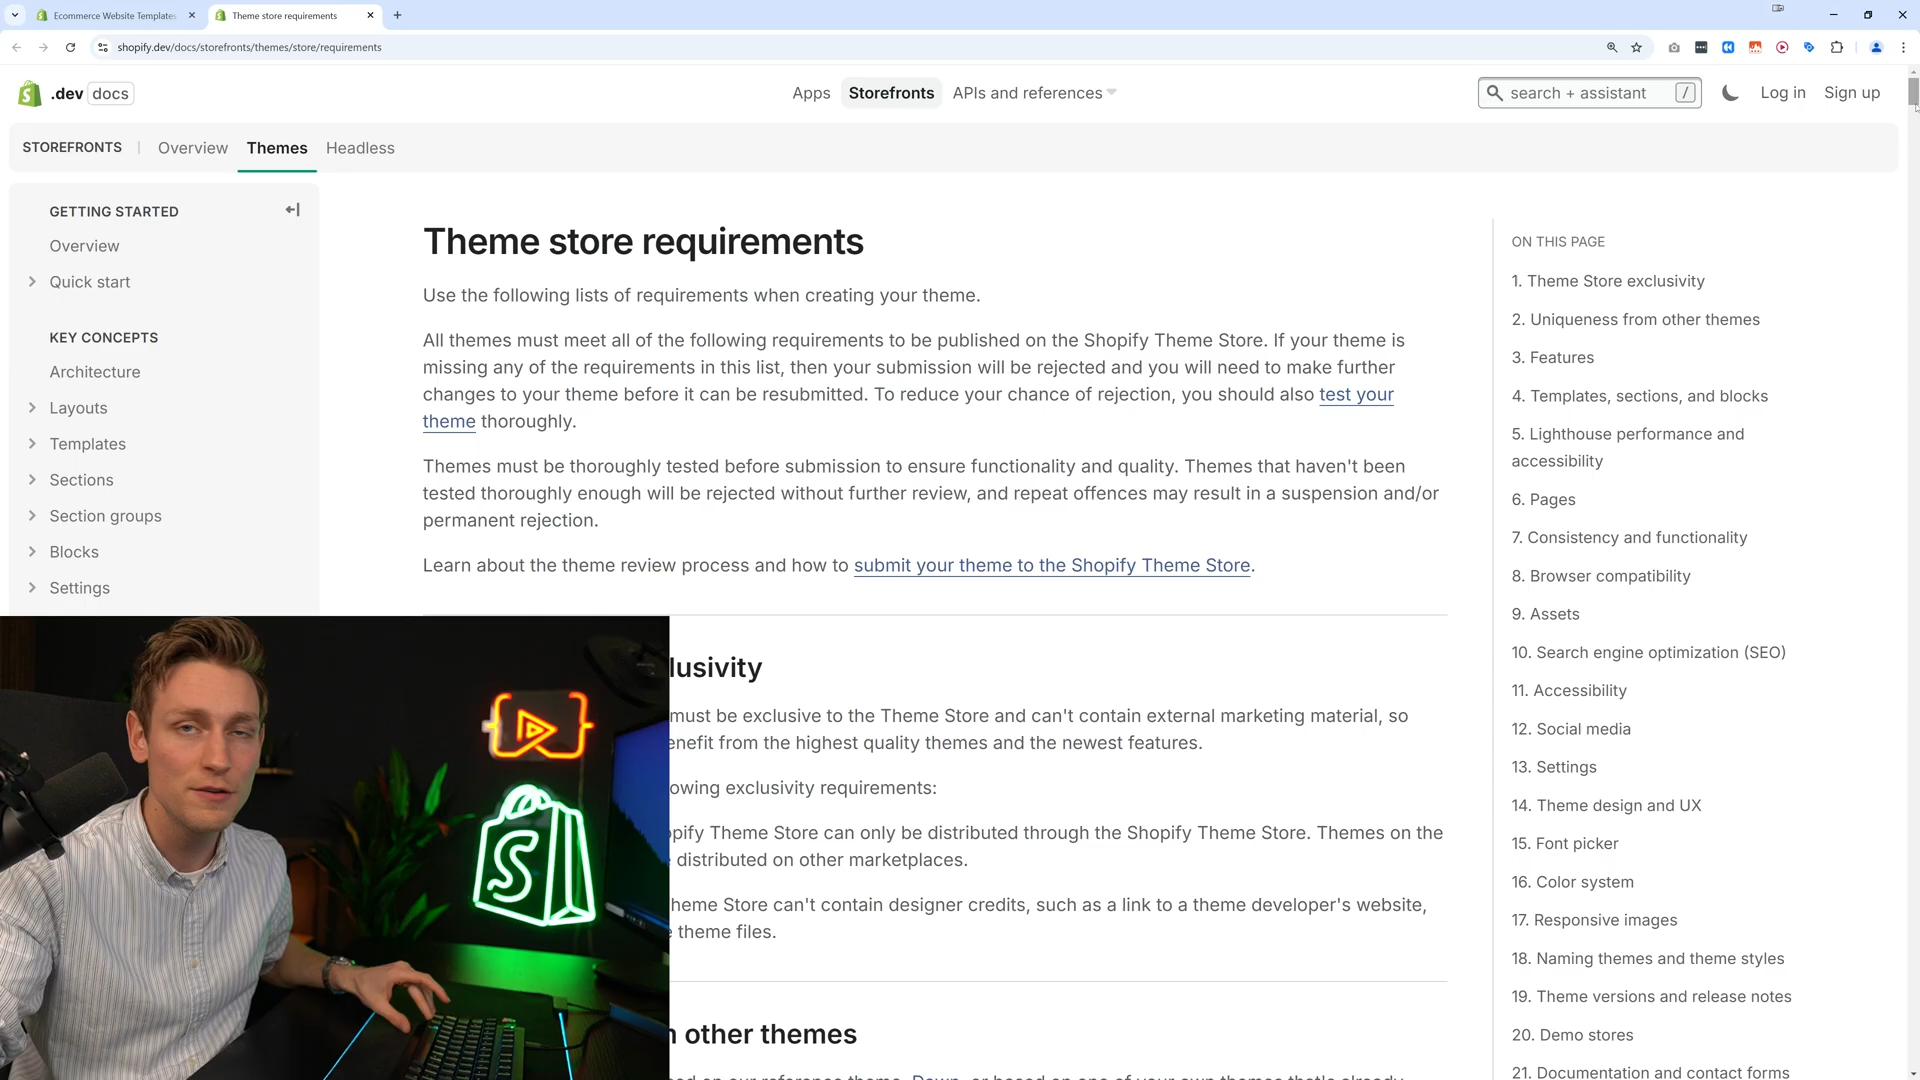 Ecommerce Website Templates
Theme store requirements
shopify.dev/docs/storefronts/themes/store/requirements
.dev docs
Apps
Storefronts
APIs and references
search + assistant
/
Log in
Sign up
STOREFRONTS
Overview
Themes
Headless
GETTING STARTED
Overview
Quick start
KEY CONCEPTS
Architecture
Layouts
Templates
Sections
Section groups
Blocks
Settings
Theme store requirements
Use the following lists of requirements when creating your theme.
All themes must meet all of the following requirements to be published on the Shopify Theme Store. If your theme is
missing any of the requirements in this list, then your submission will be rejected and you will need to make further
changes to your theme before it can be resubmitted. To reduce your chance of rejection, you should also test your
theme thoroughly.
Themes must be thoroughly tested before submission to ensure functionality and quality. Themes that haven't been
tested thoroughly enough will be rejected without further review, and repeat offences may result in a suspension and/or
permanent rejection.
Learn about the theme review process and how to submit your theme to the Shopify Theme Store.
lusivity
must be exclusive to the Theme Store and can't contain external marketing material, so
enefit from the highest quality themes and the newest features.
owing exclusivity requirements:
opify Theme Store can only be distributed through the Shopify Theme Store. Themes on the
distributed on other marketplaces.
heme Store can't contain designer credits, such as a link to a theme developer's website,
theme files.
other themes
ON THIS PAGE
1. Theme Store exclusivity
2. Uniqueness from other themes
3. Features
4. Templates, sections, and blocks
5. Lighthouse performance and
accessibility
6. Pages
7. Consistency and functionality
8. Browser compatibility
9. Assets
10. Search engine optimization (SEO)
11. Accessibility
12. Social media
13. Settings
14. Theme design and UX
15. Font picker
16. Color system
17. Responsive images
18. Naming themes and theme styles
19. Theme versions and release notes
20. Demo stores
21. Documentation and contact forms
S